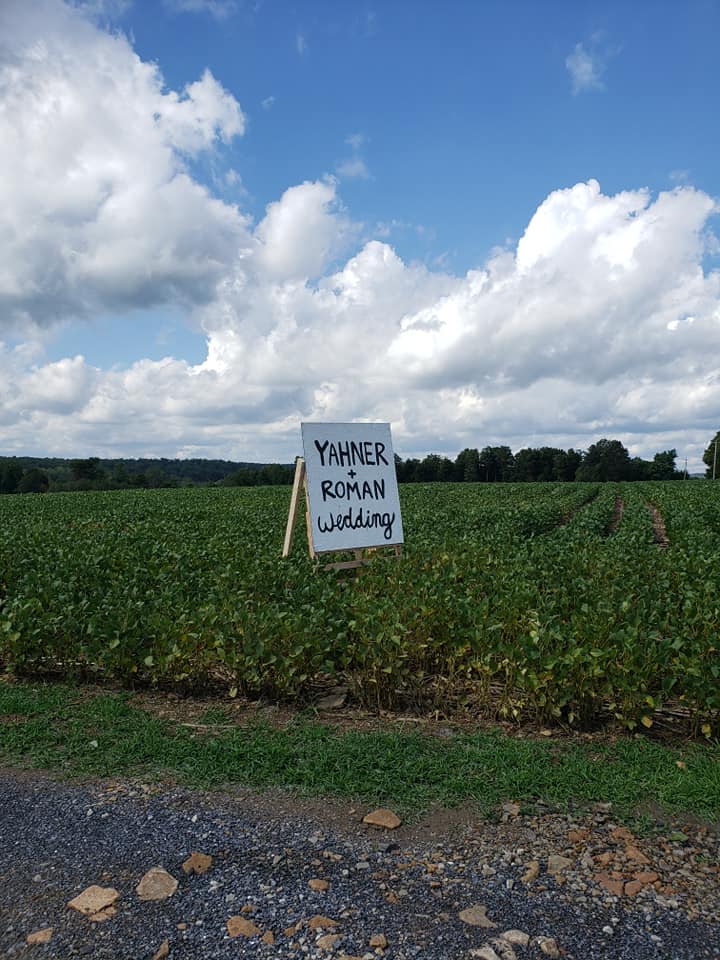 YAHNER
+
ROMAN
Wedding